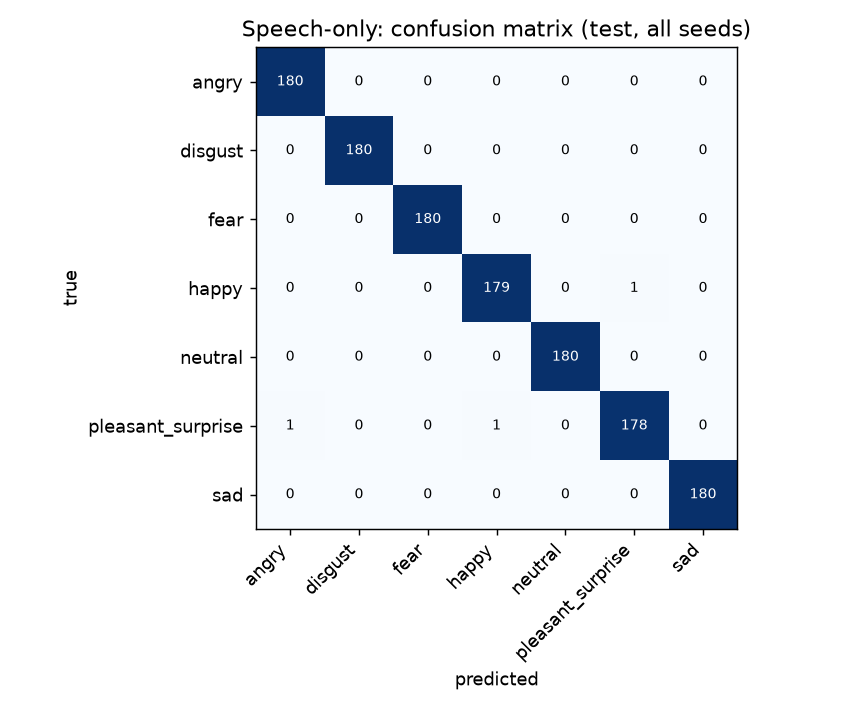 Speech-only: confusion matrix (test, all seeds)
angry 180 0 0 0 0 0 0
disgust 0 180 0 0 0 0 0
fear 0 0 180 0 0 0 0
happy 0 0 0 179 0 1 0
neutral 0 0 0 0 180 0 0
pleasant_surprise 1 0 0 1 0 178 0
sad 0 0 0 0 0 0 180
true
angry disgust fear happy neutral pleasant_surprise sad
predicted